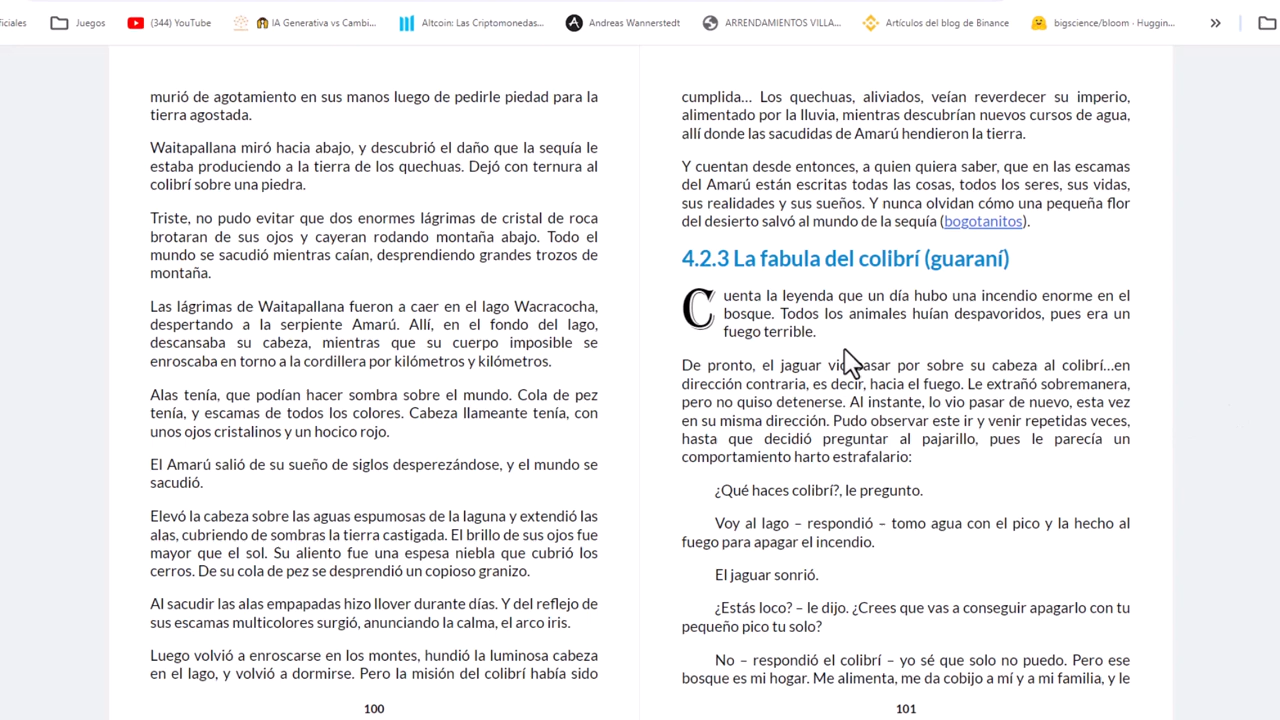 ficiales
Juegos
(344) YouTube
IA Generativa vs Cambi...
Altcoin: Las Criptomonedas...
Andreas Wannerstedt
ARRENDAMIENTOS VILLA...
Artículos del blog de Binance
bigscience/bloom · Huggin...
»
murió de agotamiento en sus manos luego de pedirle piedad para la
tierra agostada.
Waitapallana miró hacia abajo, y descubrió el daño que la sequía le
estaba produciendo a la tierra de los quechuas. Dejó con ternura al
colibrí sobre una piedra.
Triste, no pudo evitar que dos enormes lágrimas de cristal de roca
brotaran de sus ojos y cayeran rodando montaña abajo. Todo el
mundo se sacudió mientras caían, desprendiendo grandes trozos de
montaña.
Las lágrimas de Waitapallana fueron a caer en el lago Wacracocha,
despertando a la serpiente Amarú. Allí, en el fondo del lago,
descansaba su cabeza, mientras que su cuerpo imposible se
enroscaba en torno a la cordillera por kilómetros y kilómetros.
Alas tenía, que podían hacer sombra sobre el mundo. Cola de pez
tenía, y escamas de todos los colores. Cabeza llameante tenía, con
unos ojos cristalinos y un hocico rojo.
El Amarú salió de su sueño de siglos desperezándose, y el mundo se
sacudió.
Elevó la cabeza sobre las aguas espumosas de la laguna y extendió las
alas, cubriendo de sombras la tierra castigada. El brillo de sus ojos fue
mayor que el sol. Su aliento fue una espesa niebla que cubrió los
cerros. De su cola de pez se desprendió un copioso granizo.
Al sacudir las alas empapadas hizo llover durante días. Y del reflejo de
sus escamas multicolores surgió, anunciando la calma, el arco iris.
Luego volvió a enroscarse en los montes, hundió la luminosa cabeza
en el lago, y volvió a dormirse. Pero la misión del colibrí había sido
100
cumplida... Los quechuas, aliviados, veían reverdecer su imperio,
alimentado por la lluvia, mientras descubrían nuevos cursos de agua,
allí donde las sacudidas de Amarú hendieron la tierra.
Y cuentan desde entonces, a quien quiera saber, que en las escamas
del Amarú están escritas todas las cosas, todos los seres, sus vidas,
sus realidades y sus sueños. Y nunca olvidan cómo una pequeña flor
del desierto salvó al mundo de la sequía (bogotanitos).
4.2.3 La fabula del colibrí (guaraní)
Cuenta la leyenda que un día hubo una incendio enorme en el
bosque. Todos los animales huían despavoridos, pues era un
fuego terrible.
De pronto, el jaguar vio pasar por sobre su cabeza al colibrí...en
dirección contraria, es decir, hacia el fuego. Le extrañó sobremanera,
pero no quiso detenerse. Al instante, lo vio pasar de nuevo, esta vez
en su misma dirección. Pudo observar este ir y venir repetidas veces,
hasta que decidió preguntar al pajarillo, pues le parecía un
comportamiento harto estrafalario:
¿Qué haces colibrí?, le pregunto.
Voy al lago – respondió – tomo agua con el pico y la hecho al
fuego para apagar el incendio.
El jaguar sonrió.
¿Estás loco? – le dijo. ¿Crees que vas a conseguir apagarlo con tu
pequeño pico tu solo?
No – respondió el colibrí – yo sé que solo no puedo. Pero ese
bosque es mi hogar. Me alimenta, me da cobijo a mí y a mi familia, y le
101